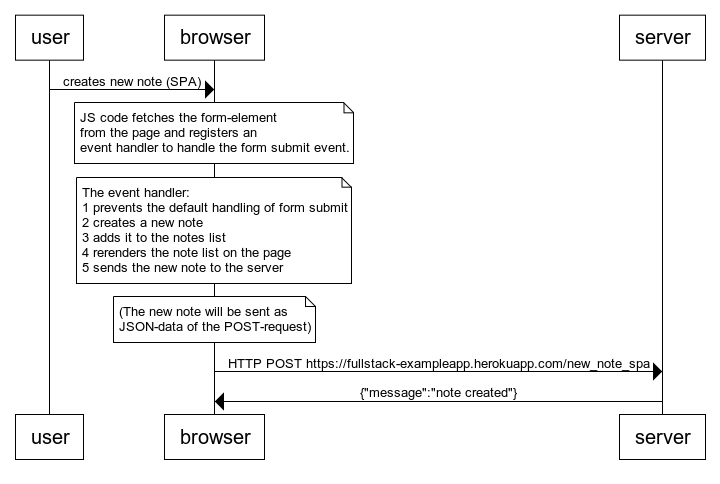 user
browser
server
creates new note (SPA)
JS code fetches the form-element
from the page and registers an
event handler to handle the form submit event.
The event handler:
1 prevents the default handling of form submit
2 creates a new note
3 adds it to the notes list
4 rerenders the note list on the page
5 sends the new note to the server
(The new note will be sent as
JSON-data of the POST-request)
HTTP POST https://fullstack-exampleapp.herokuapp.com/new_note_spa
{"message":"note created"}
user
browser
server